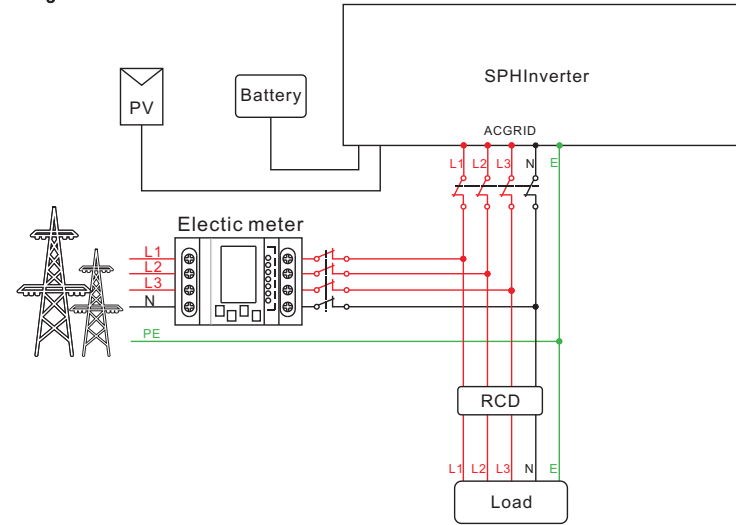 SPHInverter
PV
Battery
ACGRID
L1 L2 L3 N E
Electic meter
L1
L2
L3
N
PE
RCD
L1 L2 L3 N E
Load